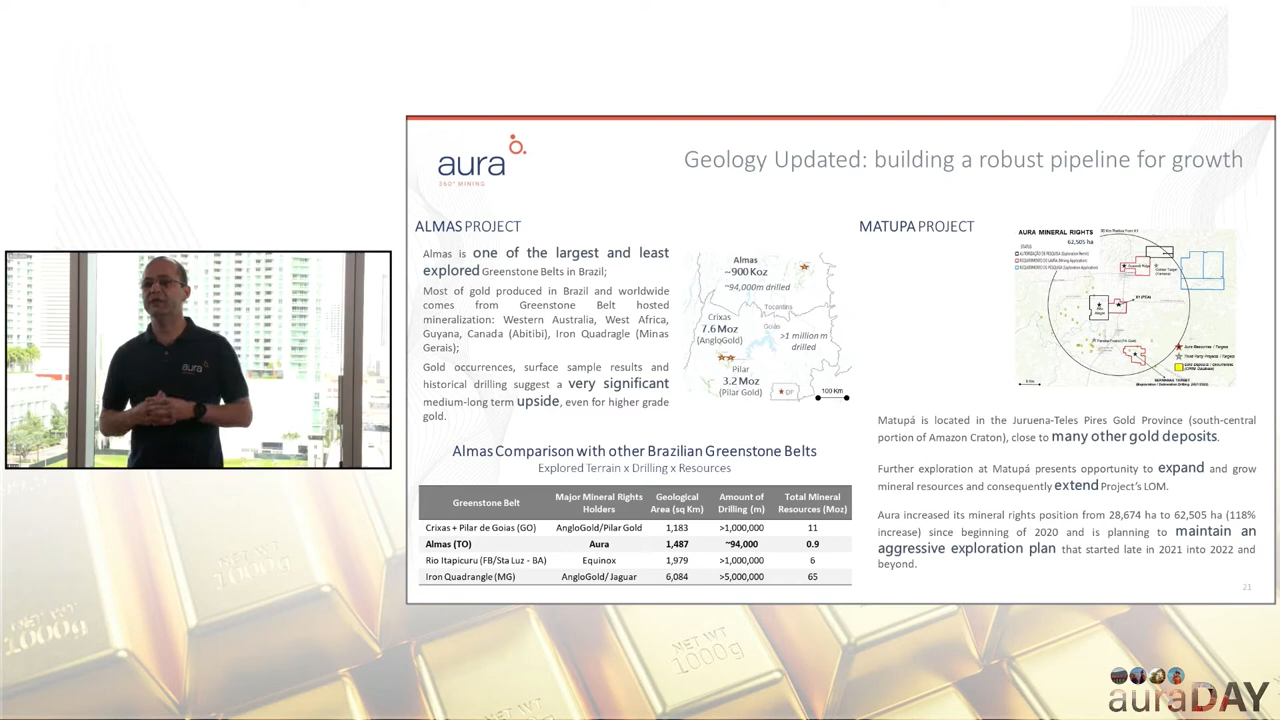 aura
360° MINING
Geology Updated: building a robust pipeline for growth
ALMAS PROJECT
Almas is one of the largest and least
explored Greenstone Belts in Brazil;
Most of gold produced in Brazil and worldwide
comes from Greenstone Belt hosted
mineralization: Western Australia, West Africa,
Guyana, Canada (Abitibi), Iron Quadragle (Minas
Gerais);
Gold occurrences, surface sample results and
historical drilling suggest a very significant
medium-long term upside, even for higher grade
gold.
Almas
~900 Koz
~94,000m drilled
Tocantins
Crixas
7.6 Moz
(AngloGold)
Goiás
>1 million m
drilled
Pilar
3.2 Moz
(Pilar Gold)
DF
100 Km
Almas Comparison with other Brazilian Greenstone Belts
Explored Terrain x Drilling x Resources
Greenstone Belt Major Mineral Rights Holders Geological Area (sq Km) Amount of Drilling (m) Total Mineral Resources (Moz)
Crixas + Pilar de Goias (GO) AngloGold/Pilar Gold 1,183 >1,000,000 11
Almas (TO) Aura 1,487 ~94,000 0.9
Rio Itapicuru (FB/Sta Luz - BA) Equinox 1,979 >1,000,000 6
Iron Quadrangle (MG) AngloGold/ Jaguar 6,084 >5,000,000 65
MATUPA PROJECT
AURA MINERAL RIGHTS
62,505 ha
Matupá is located in the Juruena-Teles Pires Gold Province (south-central
portion of Amazon Craton), close to many other gold deposits.
Further exploration at Matupá presents opportunity to expand and grow
mineral resources and consequently extend Project's LOM.
Aura increased its mineral rights position from 28,674 ha to 62,505 ha (118%
increase) since beginning of 2020 and is planning to maintain an
aggressive exploration plan that started late in 2021 into 2022 and
beyond.
21
aura
NET WT
1000g
1000g
auraDAY